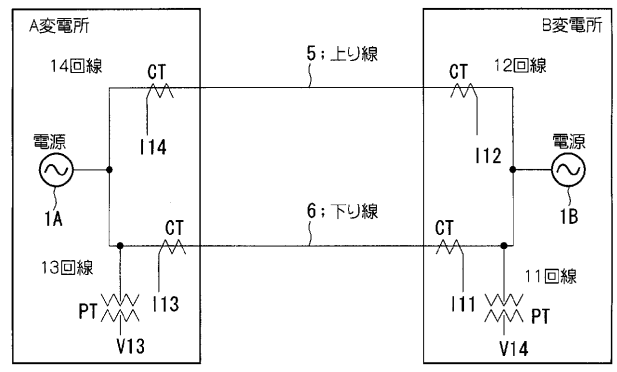 A変電所
B変電所
14回線
CT
5;上り線
CT
12回線
電源
I14
I12
電源
1A
1B
6;下り線
13回線
CT
CT
11回線
I13
I11
PT
PT
V13
V14